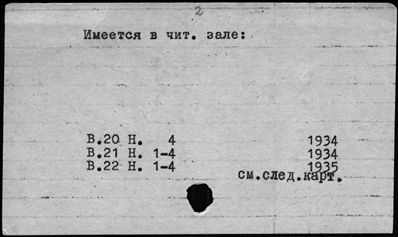 2
Имеется в чит. зале:
В.20 Н. 4 1934
В.21 Н. 1-4 1934
В.22 Н. 1-4 1935
см.след.карт.